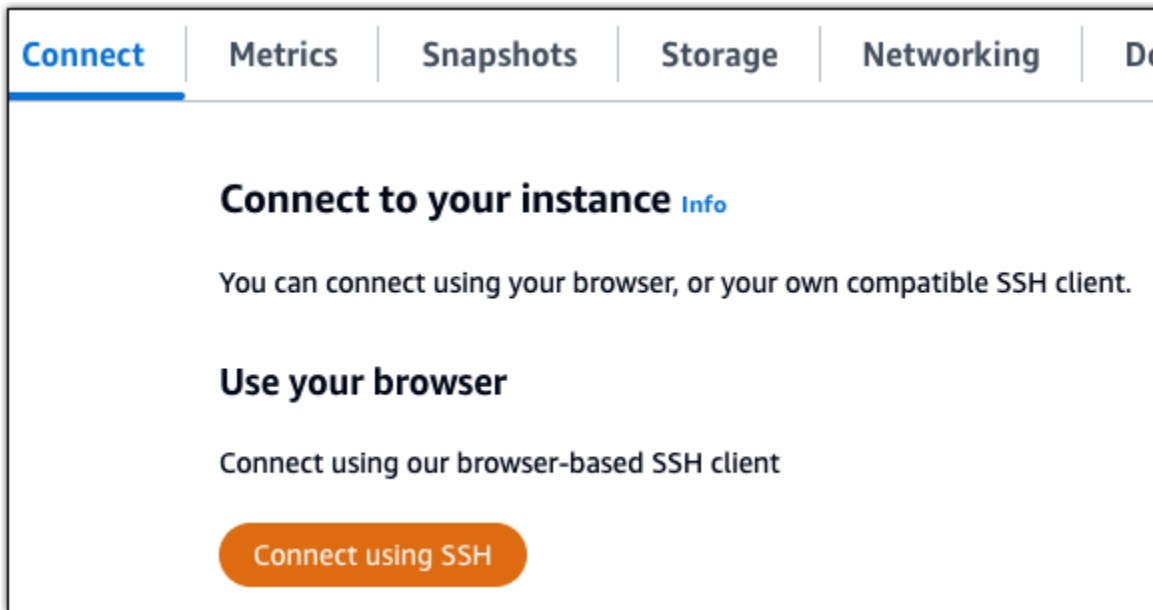 Connect Metrics Snapshots Storage Networking
Connect to your instance Info
You can connect using your browser, or your own compatible SSH client.
Use your browser
Connect using our browser-based SSH client
Connect using SSH